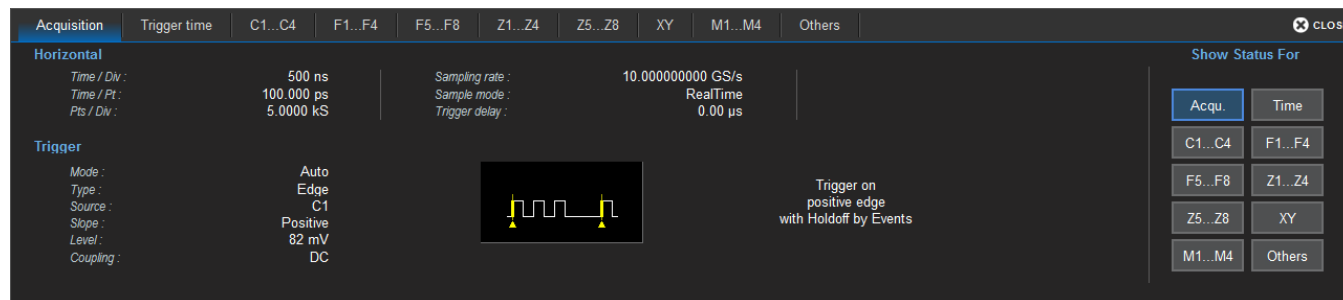 Acquisition Trigger time C1...C4 F1...F4 F5...F8 Z1...Z4 Z5...Z8 XY M1...M4 Others CLOS
Horizontal
Time / Div : 500 ns
Time / Pt : 100.000 ps
Pts / Div : 5.0000 kS
Sampling rate : 10.000000000 GS/s
Sample mode : RealTime
Trigger delay : 0.00 µs
Trigger
Mode : Auto
Type : Edge
Source : C1
Slope : Positive
Level : 82 mV
Coupling : DC
Trigger on
positive edge
with Holdoff by Events
Show Status For
Acqu. Time
C1...C4 F1...F4
F5...F8 Z1...Z4
Z5...Z8 XY
M1...M4 Others